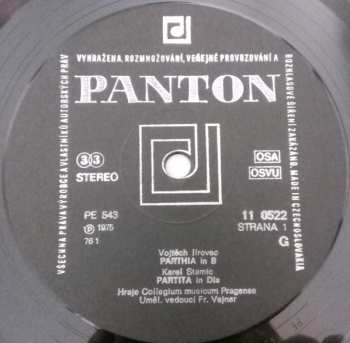 VŠECHNA PRÁVA VÝROBCE A VLASTNÍKŮ AUTORSKÝCH PRÁV VYHRAŽENA. ROZMNOŽOVÁNÍ, VEŘEJNÉ PROVOZOVÁNÍ A ROZHLASOVÉ ŠÍŘENÍ ZAKÁZÁNO. MADE IN CZECHOSLOVAKIA
PANTON
33 OSA
STEREO OSVU
PE 543 11 0522
Ⓟ 1975 STRANA 1
76 1 G
Vojtěch Jírovec
PARTHIA in B
Karel Stamic
PARTITA in Dis
Hraje Collegium musicum Pragense
Uměl. vedoucí Fr. Vajnar